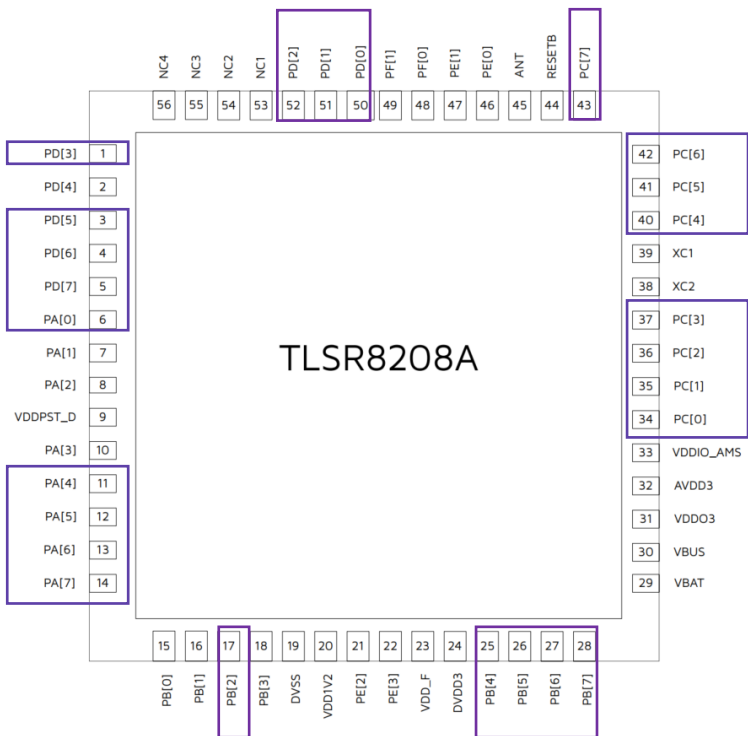 NC4 NC3 NC2 NC1 PD[2] PD[1] PD[0] PF[1] PF[0] PE[1] PE[0] ANT RESETB PC[7]
56 55 54 53 52 51 50 49 48 47 46 45 44 43
PD[3] 1
PD[4] 2
PD[5] 3
PD[6] 4
PD[7] 5
PA[0] 6
PA[1] 7
PA[2] 8
VDDPST_D 9
PA[3] 10
PA[4] 11
PA[5] 12
PA[6] 13
PA[7] 14
TLSR8208A
42 PC[6]
41 PC[5]
40 PC[4]
39 XC1
38 XC2
37 PC[3]
36 PC[2]
35 PC[1]
34 PC[0]
33 VDDIO_AMS
32 AVDD3
31 VDDO3
30 VBUS
29 VBAT
15 16 17 18 19 20 21 22 23 24 25 26 27 28
PB[0] PB[1] PB[2] PB[3] DVSS VDD1V2 PE[2] PE[3] VDD_F DVDD3 PB[4] PB[5] PB[6] PB[7]